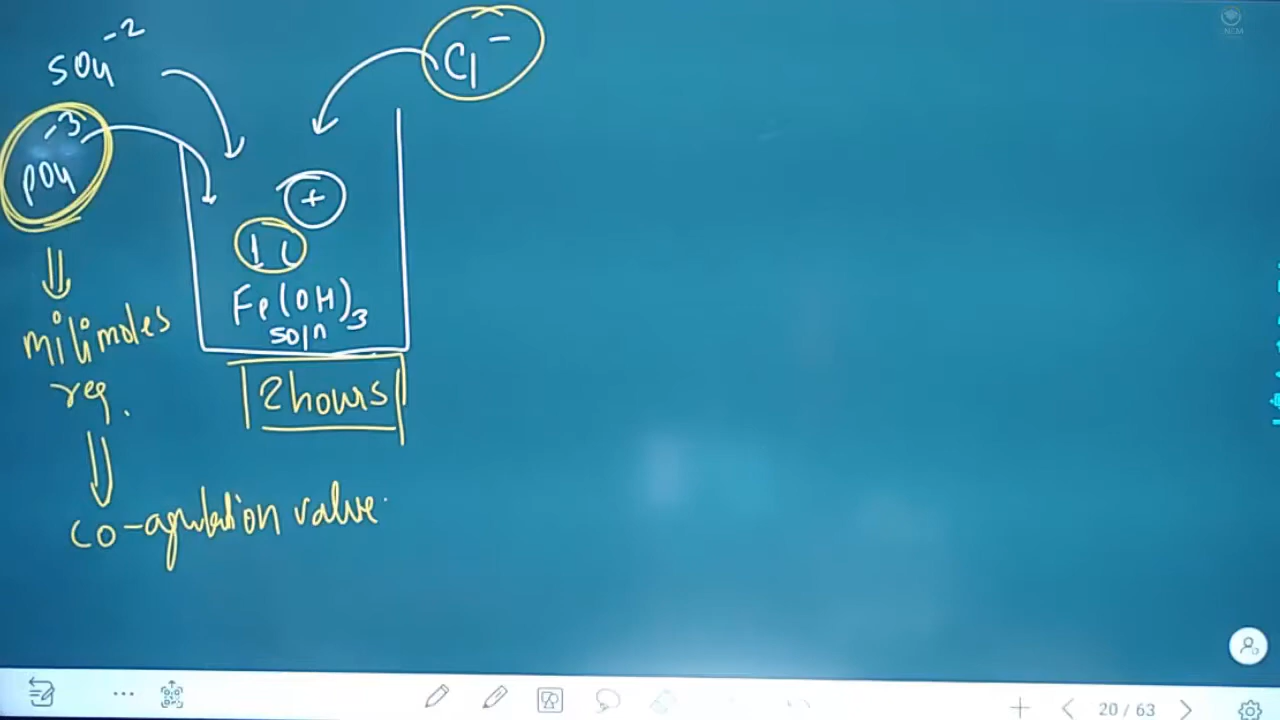 SO4 -2
Cl -
PO4 -3
+
1 L
Fe(OH)3
soln
2 hours
milimoles
req.
co-agulation value.
20 / 63